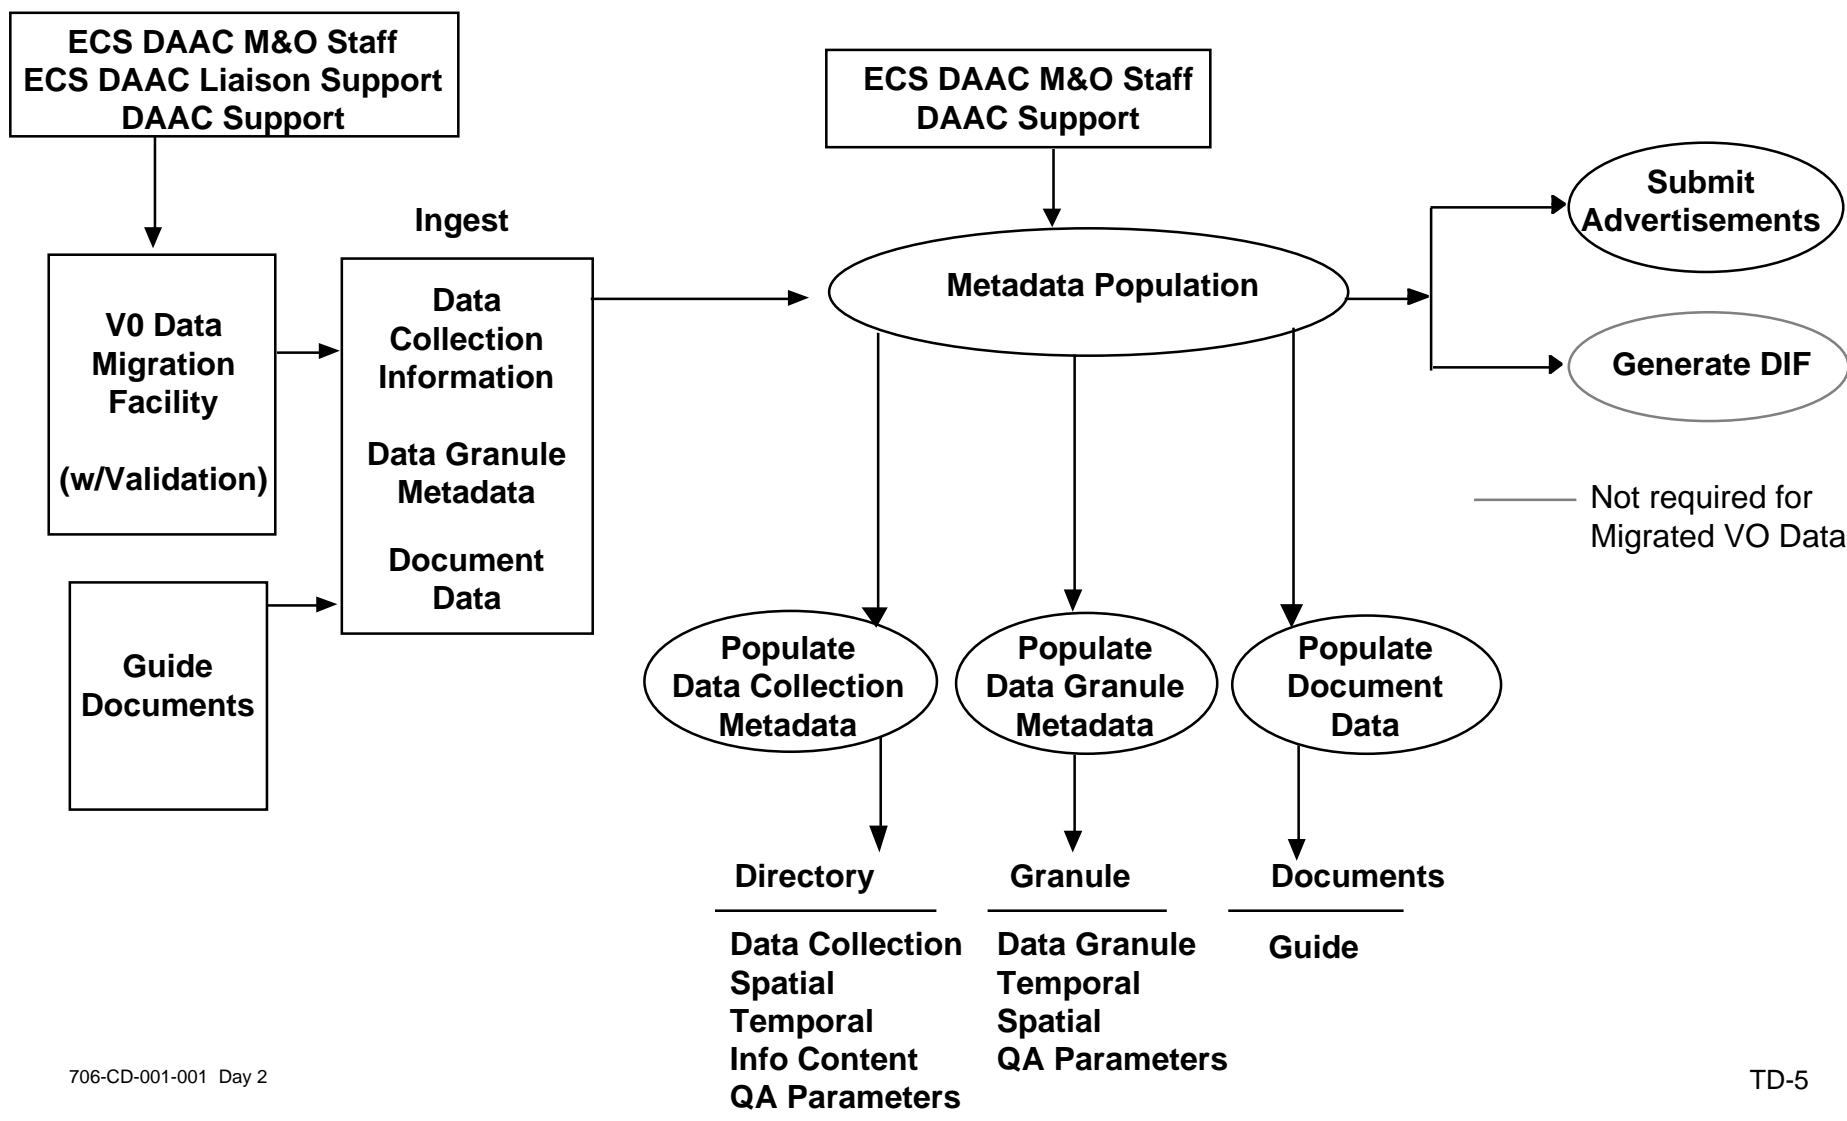 ECS DAAC M&O Staff
ECS DAAC Liaison Support
DAAC Support
ECS DAAC M&O Staff
DAAC Support
Submit
Advertisements
Ingest
Metadata Population
V0 Data
Migration
Facility
(w/Validation)
Data
Collection
Information
Data Granule
Metadata
Document
Data
Generate DIF
Not required for
Migrated VO Data
Guide
Documents
Populate
Data Collection
Metadata
Populate
Data Granule
Metadata
Populate
Document
Data
Directory
Data Collection
Spatial
Temporal
Info Content
QA Parameters
Granule
Data Granule
Temporal
Spatial
QA Parameters
Documents
Guide
706-CD-001-001 Day 2
TD-5